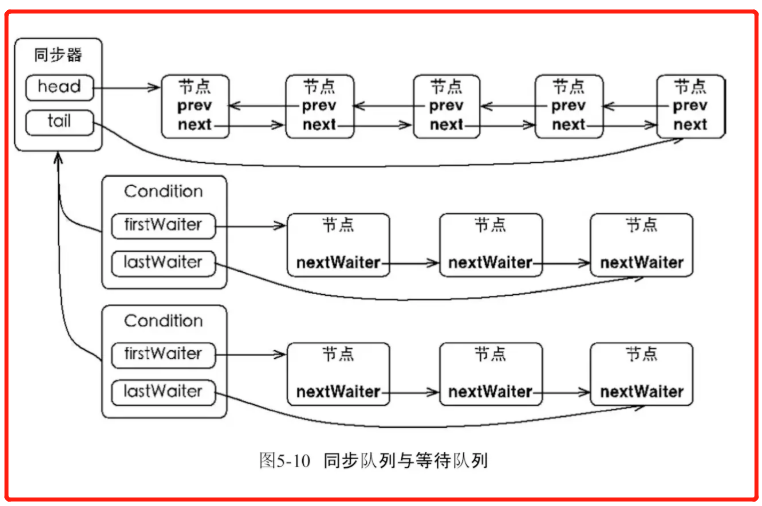 同步器
head
tail
节点 节点 节点 节点 节点
prev prev prev prev prev
next next next next next
Condition
firstWaiter
lastWaiter
节点 节点 节点
nextWaiter nextWaiter nextWaiter
Condition
firstWaiter
lastWaiter
节点 节点 节点
nextWaiter nextWaiter nextWaiter
图5-10 同步队列与等待队列